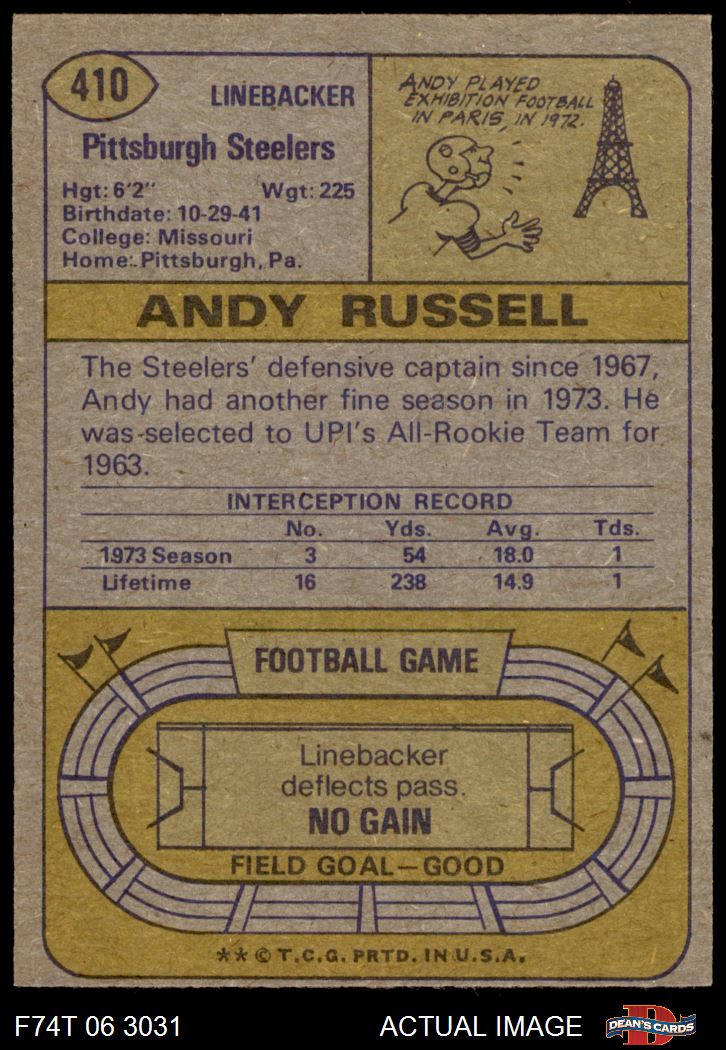 410
LINEBACKER
Pittsburgh Steelers
Hgt: 6'2" Wgt: 225
Birthdate: 10-29-41
College: Missouri
Home: Pittsburgh, Pa.
ANDY PLAYED
EXHIBITION FOOTBALL
IN PARIS, IN 1972.
ANDY RUSSELL
The Steelers' defensive captain since 1967,
Andy had another fine season in 1973. He
was selected to UPI's All-Rookie Team for
1963.
INTERCEPTION RECORD
No. Yds. Avg. Tds.
1973 Season 3 54 18.0 1
Lifetime 16 238 14.9 1
FOOTBALL GAME
Linebacker
deflects pass.
NO GAIN
FIELD GOAL—GOOD
** © T.C.G. PRTD. IN U.S.A.
F74T 06 3031 ACTUAL IMAGE DEAN'S CARDS